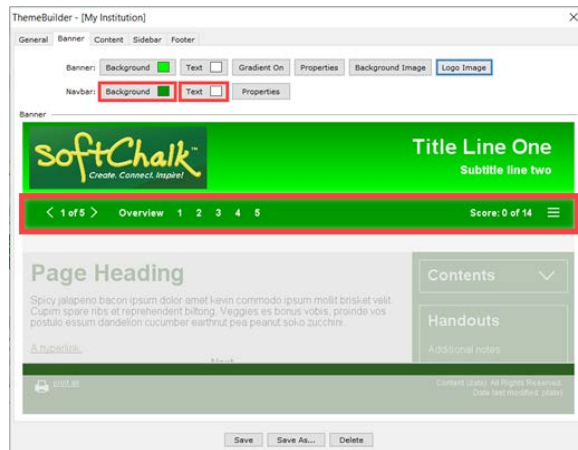 ThemeBuilder - [My Institution]
General Banner Content Sidebar Footer
Banner: Background Text Gradient On Properties Background Image Logo Image
Navbar: Background Text Properties
Banner
SoftChalk™
Create. Connect. Inspire!
Title Line One
Subtitle line two
< 1 of 5 > Overview 1 2 3 4 5 Score: 0 of 14
Page Heading
Contents
Spicy jalapeno bacon ipsum dolor amet kevin commodo ipsum mollit brisket velit.
Cupim spare ribs et reprehenderit biltong. Veggies es bonus vobis, proinde vos
postulo essum dandelion cucumber earthnut pea peanut soko zucchini.
Handouts
A hyperlink.
Additional notes
print all
Content {date}. All Rights Reserved.
Date last modified: {date}
Save Save As... Delete